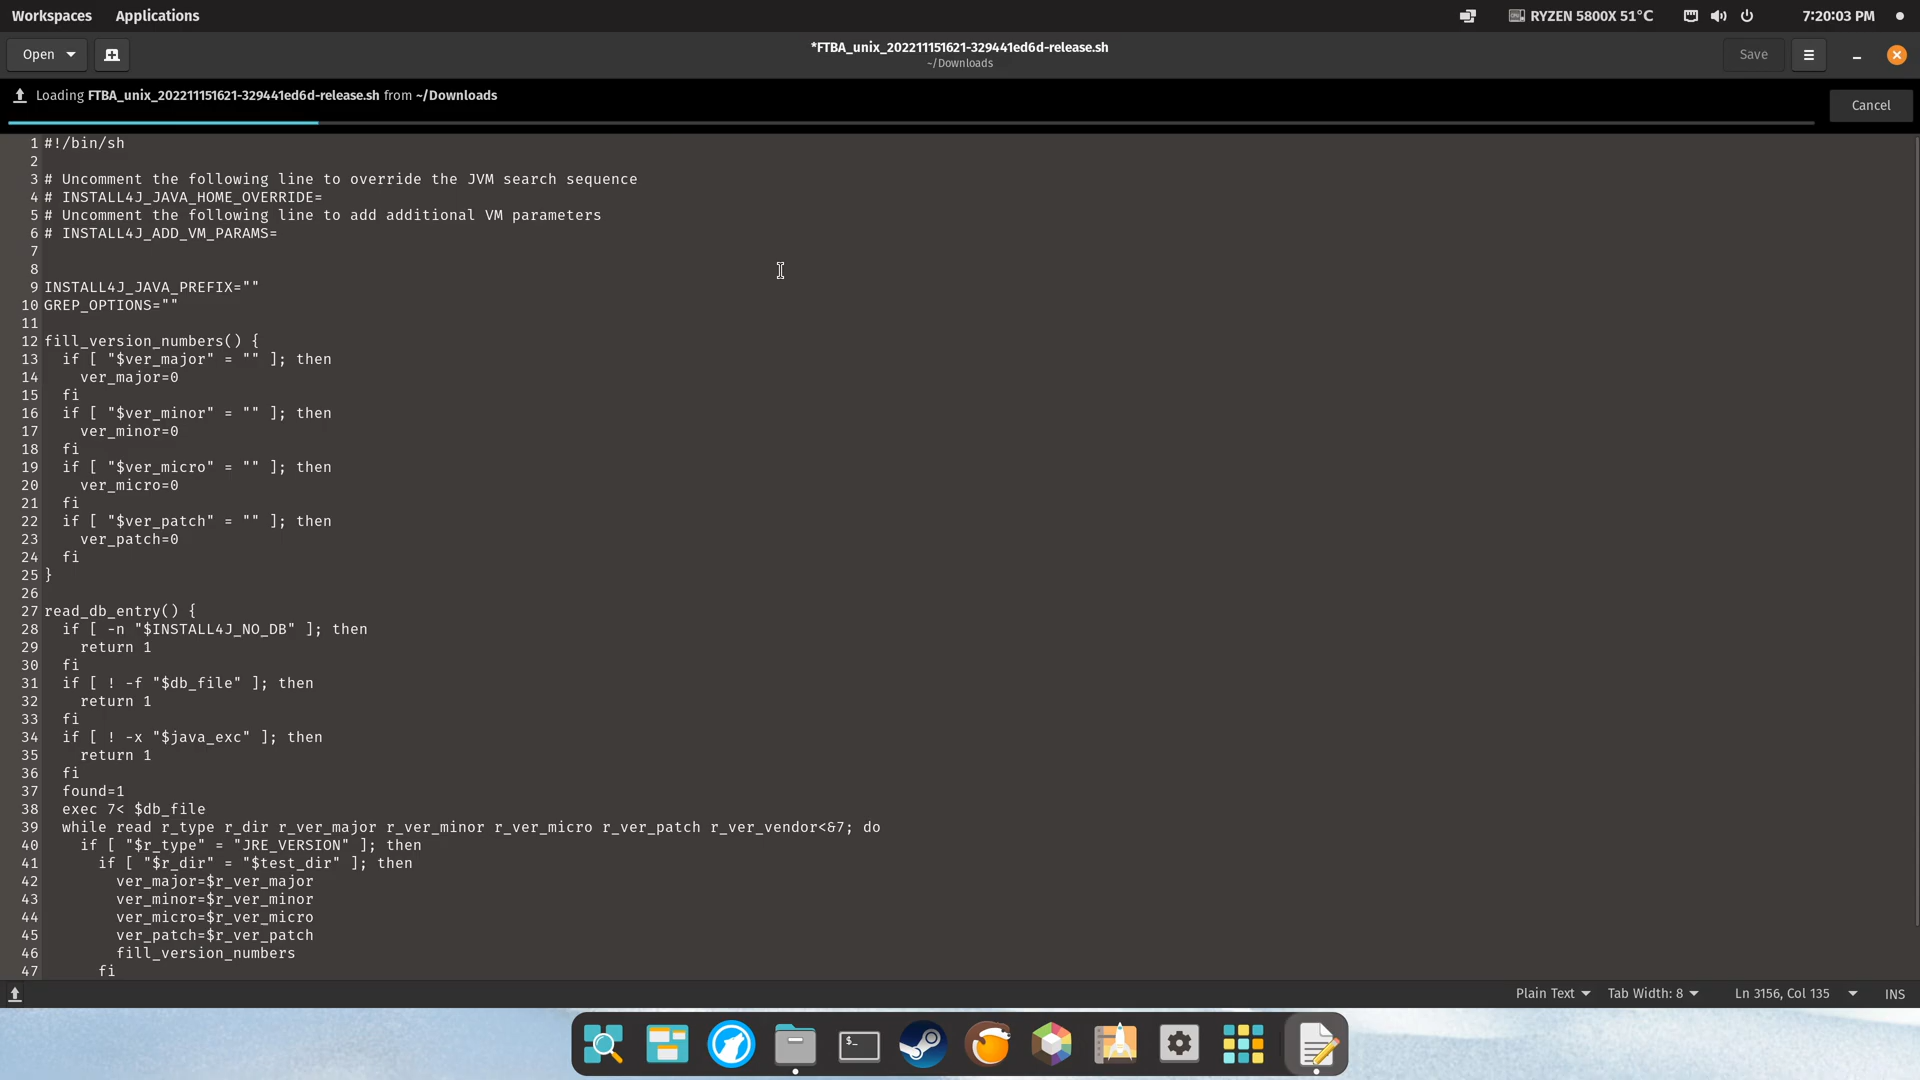 Workspaces Applications RYZEN 5800X 51°C 7:20:03 PM
Open *FTBA_unix_202211151621-329441ed6d-release.sh Save
~/Downloads
Loading FTBA_unix_202211151621-329441ed6d-release.sh from ~/Downloads Cancel
1 #!/bin/sh
2
3 # Uncomment the following line to override the JVM search sequence
4 # INSTALL4J_JAVA_HOME_OVERRIDE=
5 # Uncomment the following line to add additional VM parameters
6 # INSTALL4J_ADD_VM_PARAMS=
7
8
9 INSTALL4J_JAVA_PREFIX=""
10 GREP_OPTIONS=""
11
12 fill_version_numbers() {
13   if [ "$ver_major" = "" ]; then
14     ver_major=0
15   fi
16   if [ "$ver_minor" = "" ]; then
17     ver_minor=0
18   fi
19   if [ "$ver_micro" = "" ]; then
20     ver_micro=0
21   fi
22   if [ "$ver_patch" = "" ]; then
23     ver_patch=0
24   fi
25 }
26
27 read_db_entry() {
28   if [ -n "$INSTALL4J_NO_DB" ]; then
29     return 1
30   fi
31   if [ ! -f "$db_file" ]; then
32     return 1
33   fi
34   if [ ! -x "$java_exc" ]; then
35     return 1
36   fi
37   found=1
38   exec 7< $db_file
39   while read r_type r_dir r_ver_major r_ver_minor r_ver_micro r_ver_patch r_ver_vendor<&7; do
40     if [ "$r_type" = "JRE_VERSION" ]; then
41       if [ "$r_dir" = "$test_dir" ]; then
42         ver_major=$r_ver_major
43         ver_minor=$r_ver_minor
44         ver_micro=$r_ver_micro
45         ver_patch=$r_ver_patch
46         fill_version_numbers
47       fi
Plain Text Tab Width: 8 Ln 3156, Col 135 INS
$_